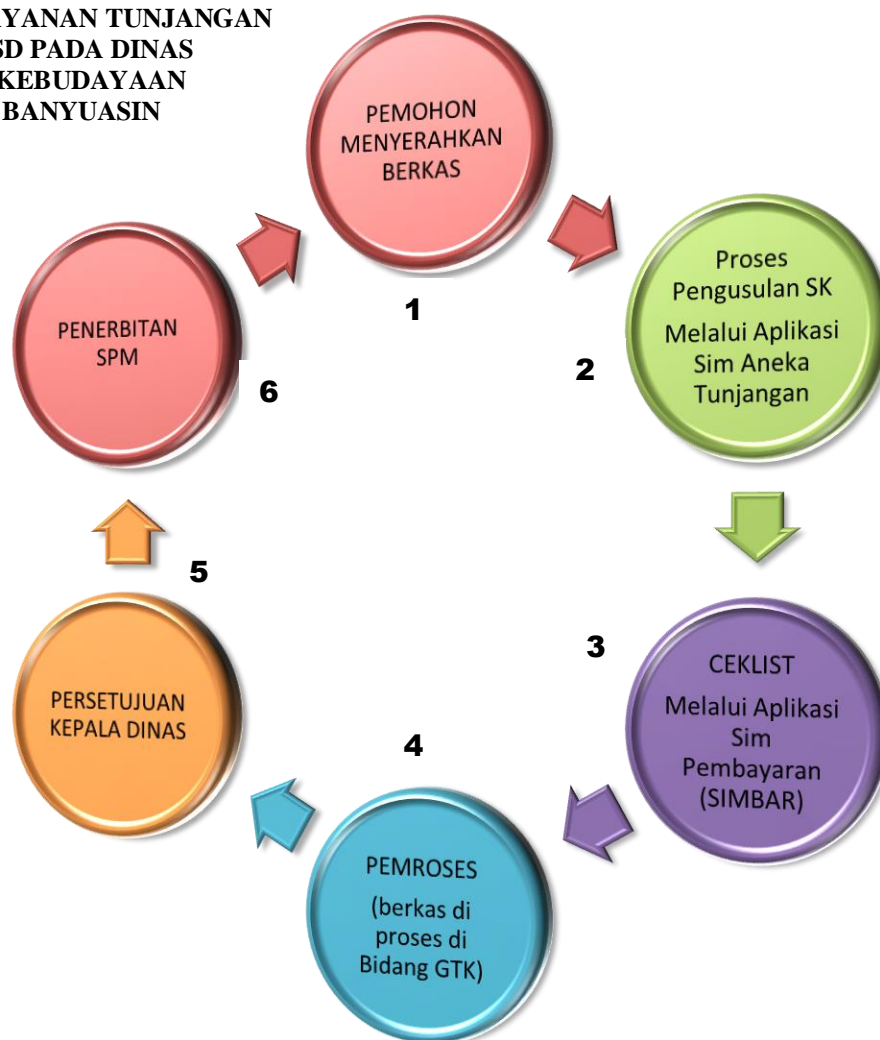 AYANAN TUNJANGAN
SD PADA DINAS
KEBUDAYAAN
BANYUASIN
PEMOHON
MENYERAHKAN
BERKAS
1
Proses
Pengusulan SK
Melalui Aplikasi
Sim Aneka
Tunjangan
2
CEKLIST
Melalui Aplikasi
Sim
Pembayaran
(SIMBAR)
3
PEMROSES
(berkas di
proses di
Bidang GTK)
4
PERSETUJUAN
KEPALA DINAS
5
PENERBITAN
SPM
6